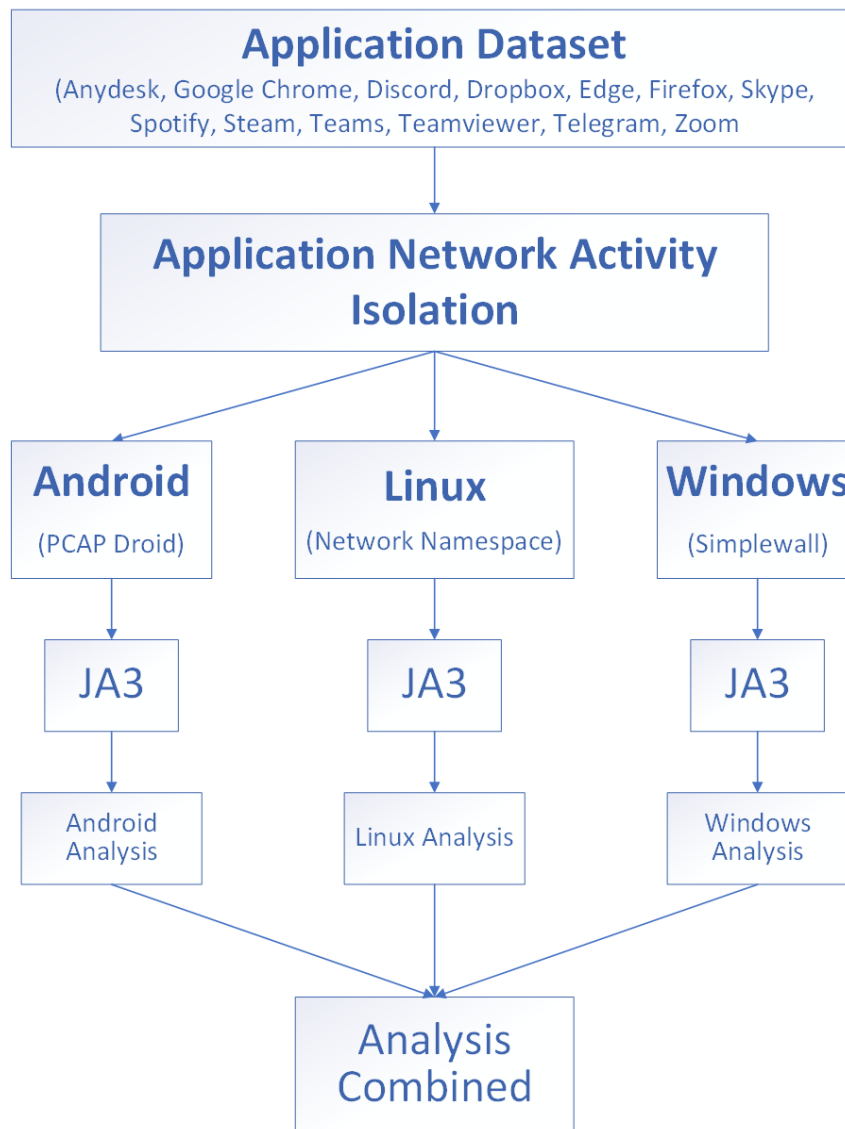 Application Dataset
(Anydesk, Google Chrome, Discord, Dropbox, Edge, Firefox, Skype,
Spotify, Steam, Teams, Teamviewer, Telegram, Zoom
Application Network Activity
Isolation
Android
(PCAP Droid)
Linux
(Network Namespace)
Windows
(Simplewall)
JA3
JA3
JA3
Android
Analysis
Linux Analysis
Windows
Analysis
Analysis
Combined